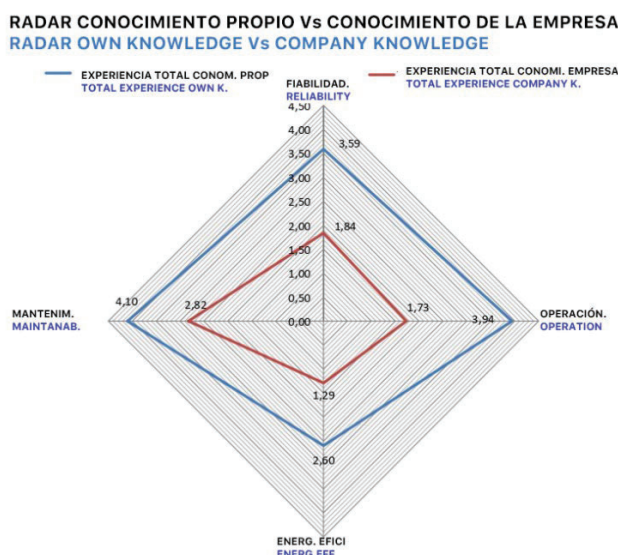 RADAR CONOCIMIENTO PROPIO Vs CONOCIMIENTO DE LA EMPRESA
RADAR OWN KNOWLEDGE Vs COMPANY KNOWLEDGE
EXPERIENCIA TOTAL CONOM. PROP
TOTAL EXPERIENCE OWN K.
EXPERIENCIA TOTAL CONOMI. EMPRESA
TOTAL EXPERIENCE COMPANY K.
FIABILIDAD.
RELIABILITY
4,50
4,00
3,50
3,00
2,50
2,00
1,50
1,00
0,50
0,00
3,59
1,84
MANTENIM.
MAINTANAB.
4,10
2,82
1,73
3,94
OPERACIÓN.
OPERATION
1,29
2,60
ENERG. EFICI
ENERG.EFF